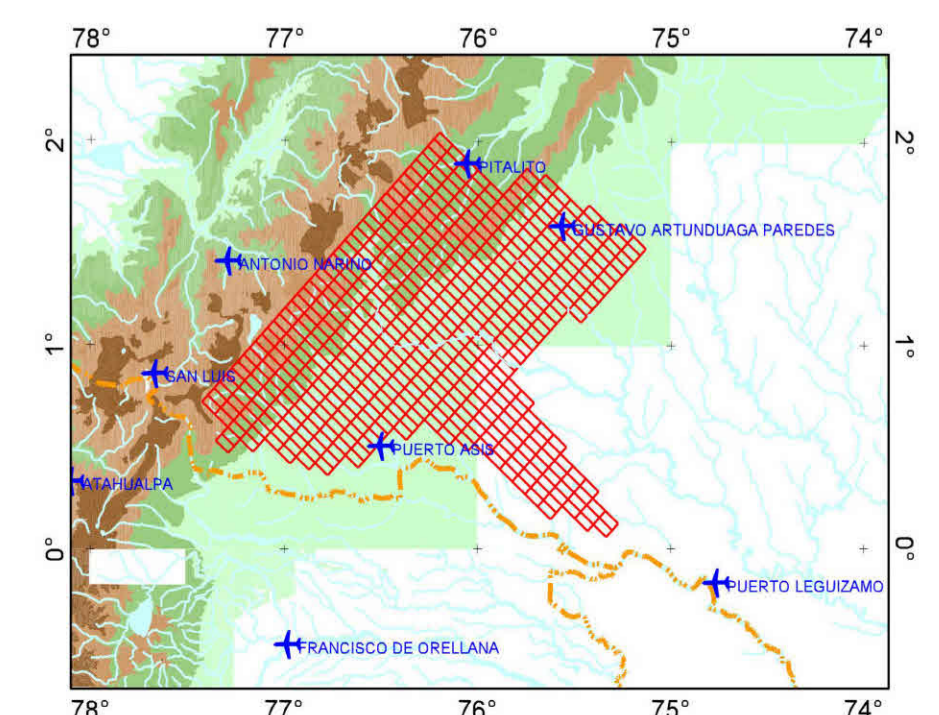 78° 77° 76° 75° 74°
2° 2°
PITALITO
GUSTAVO ARTUNDUAGA PAREDES
ANTONIO NARINO
1° 1°
SAN LUIS
PUERTO ASIS
ATAHUALPA
0° 0°
PUERTO LEGUIZAMO
FRANCISCO DE ORELLANA
78° 77° 76° 75° 74°